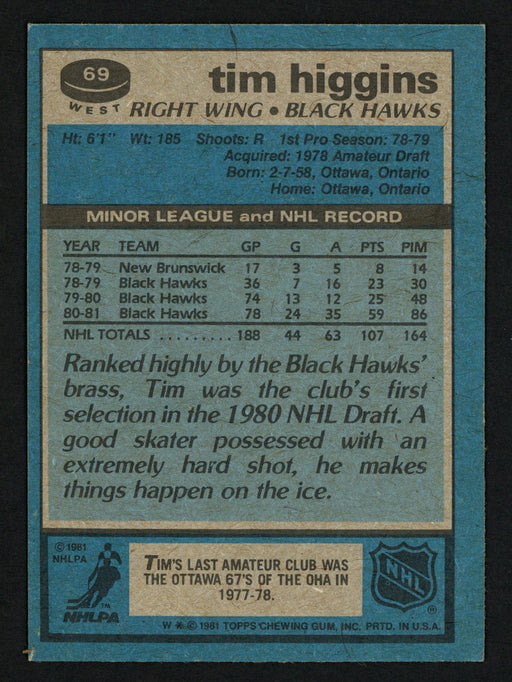 69
WEST
tim higgins
RIGHT WING • BLACK HAWKS
Ht: 6'1" Wt: 185 Shoots: R 1st Pro Season: 78-79
Acquired: 1978 Amateur Draft
Born: 2-7-58, Ottawa, Ontario
Home: Ottawa, Ontario
MINOR LEAGUE and NHL RECORD
YEAR TEAM GP G A PTS PIM
78-79 New Brunswick 17 3 5 8 14
78-79 Black Hawks 36 7 16 23 30
79-80 Black Hawks 74 13 12 25 48
80-81 Black Hawks 78 24 35 59 86
NHL TOTALS ......... 188 44 63 107 164
Ranked highly by the Black Hawks'
brass, Tim was the club's first
selection in the 1980 NHL Draft. A
good skater possessed with an
extremely hard shot, he makes
things happen on the ice.
© 1981
NHLPA
TM
NHLPA
TIM'S LAST AMATEUR CLUB WAS
THE OTTAWA 67'S OF THE OHA IN
1977-78.
NHL
®
W * © 1981 TOPPS CHEWING GUM, INC. PRTD. IN U.S.A.